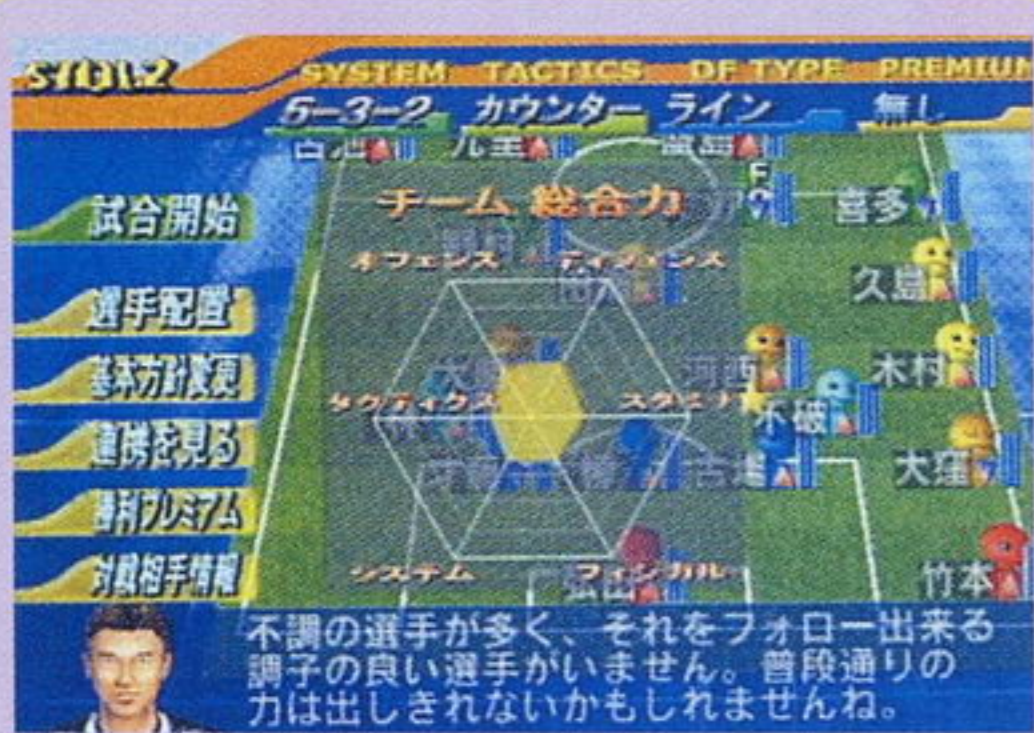 SYSTEM TACTICS DF TYPE PREMIUM
5-3-2 カウンター ライン 無し
チーム 総合力
喜多
オフェンス ディフェンス
試合開始
久島
選手配置
河西 木村
基本方針変更
タクティクス スタミナ
不破
連携を見る
大窪
勝利プレミアム
対戦相手情報
システム フィジカル
竹本
不調の選手が多く、それをフォロー出来る
調子の良い選手がいません。普段通りの
力は出しきれないかもしれませんね。